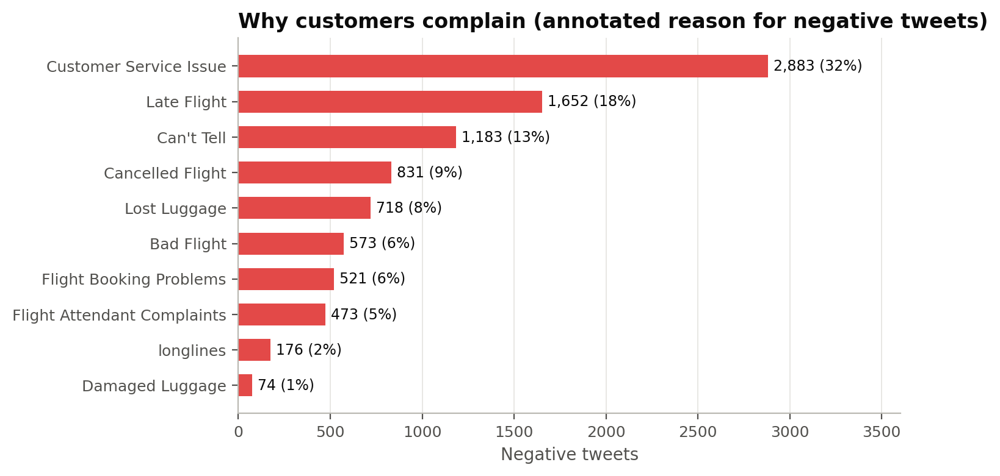 Why customers complain (annotated reason for negative tweets)
Customer Service Issue 2,883 (32%)
Late Flight 1,652 (18%)
Can't Tell 1,183 (13%)
Cancelled Flight 831 (9%)
Lost Luggage 718 (8%)
Bad Flight 573 (6%)
Flight Booking Problems 521 (6%)
Flight Attendant Complaints 473 (5%)
longlines 176 (2%)
Damaged Luggage 74 (1%)
0 500 1000 1500 2000 2500 3000 3500
Negative tweets